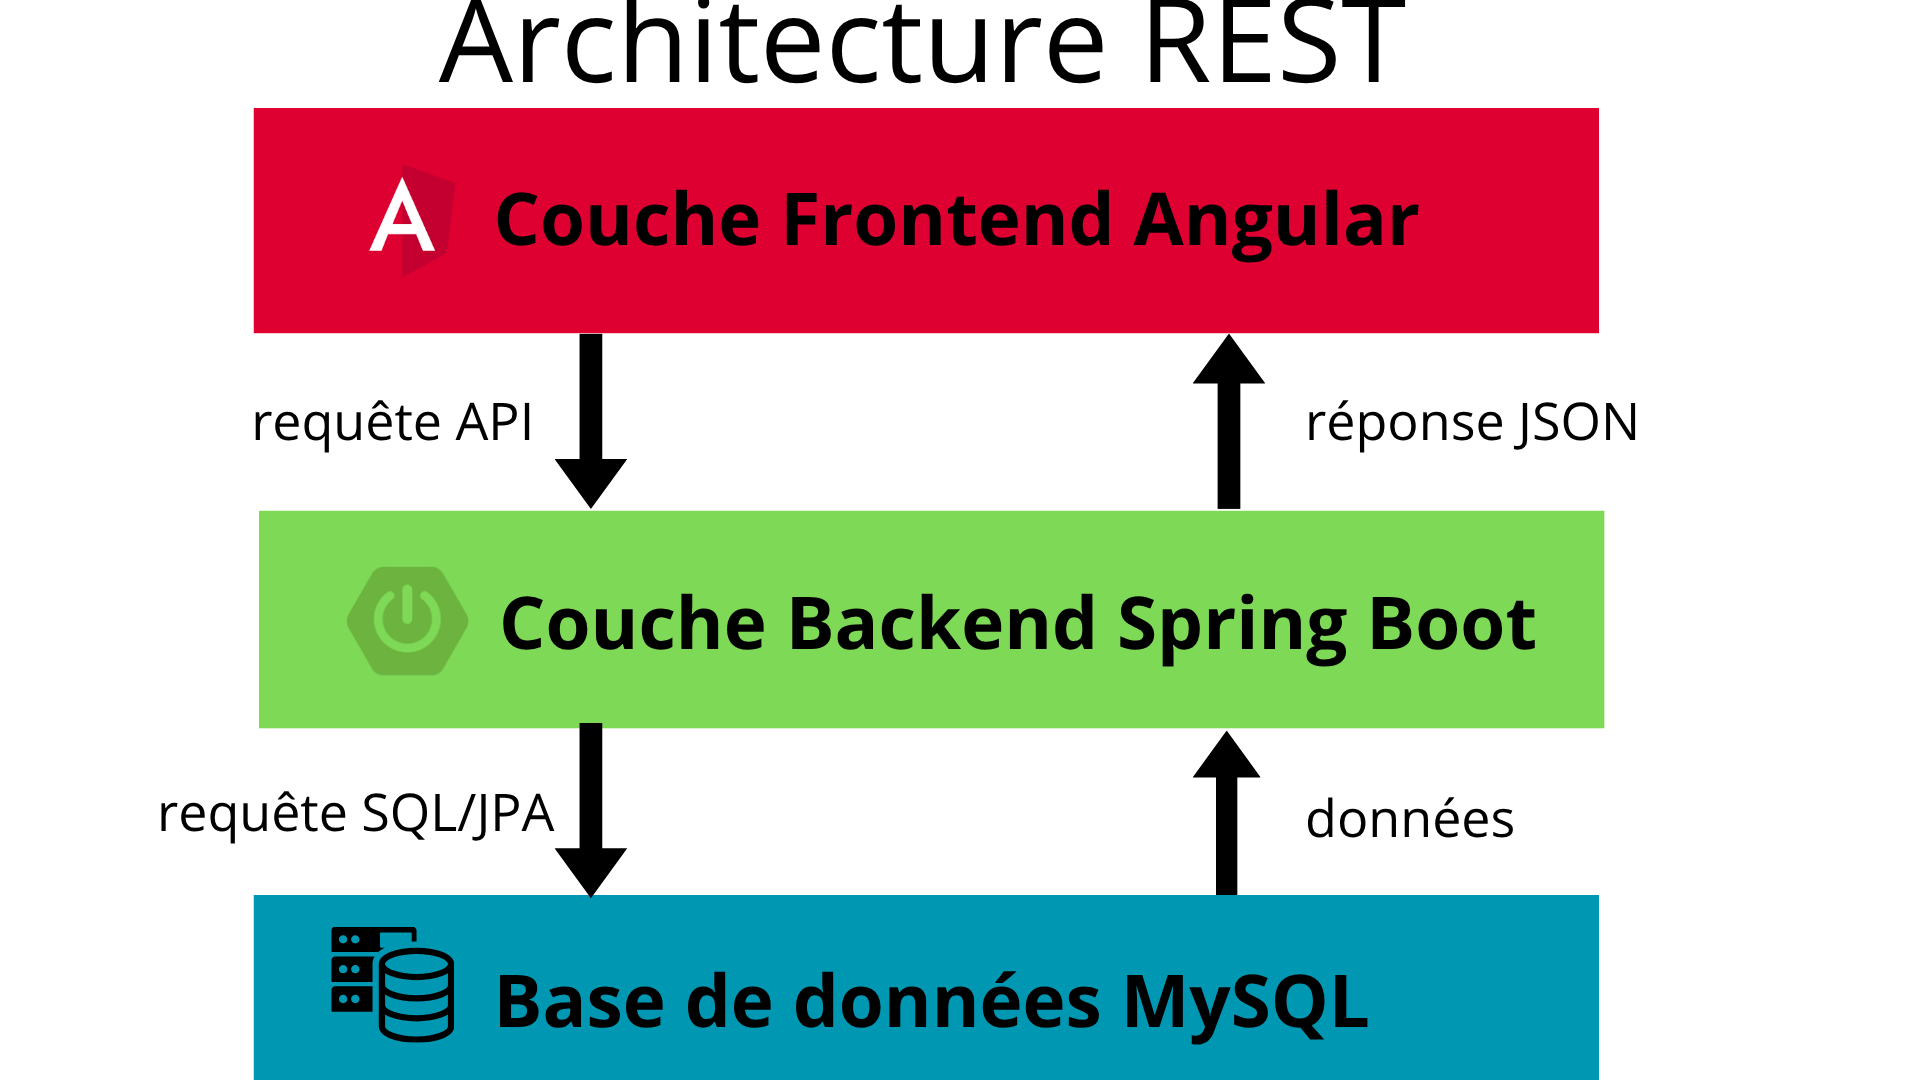 Architecture REST
Couche Frontend Angular
requête API
réponse JSON
Couche Backend Spring Boot
requête SQL/JPA
données
Base de données MySQL